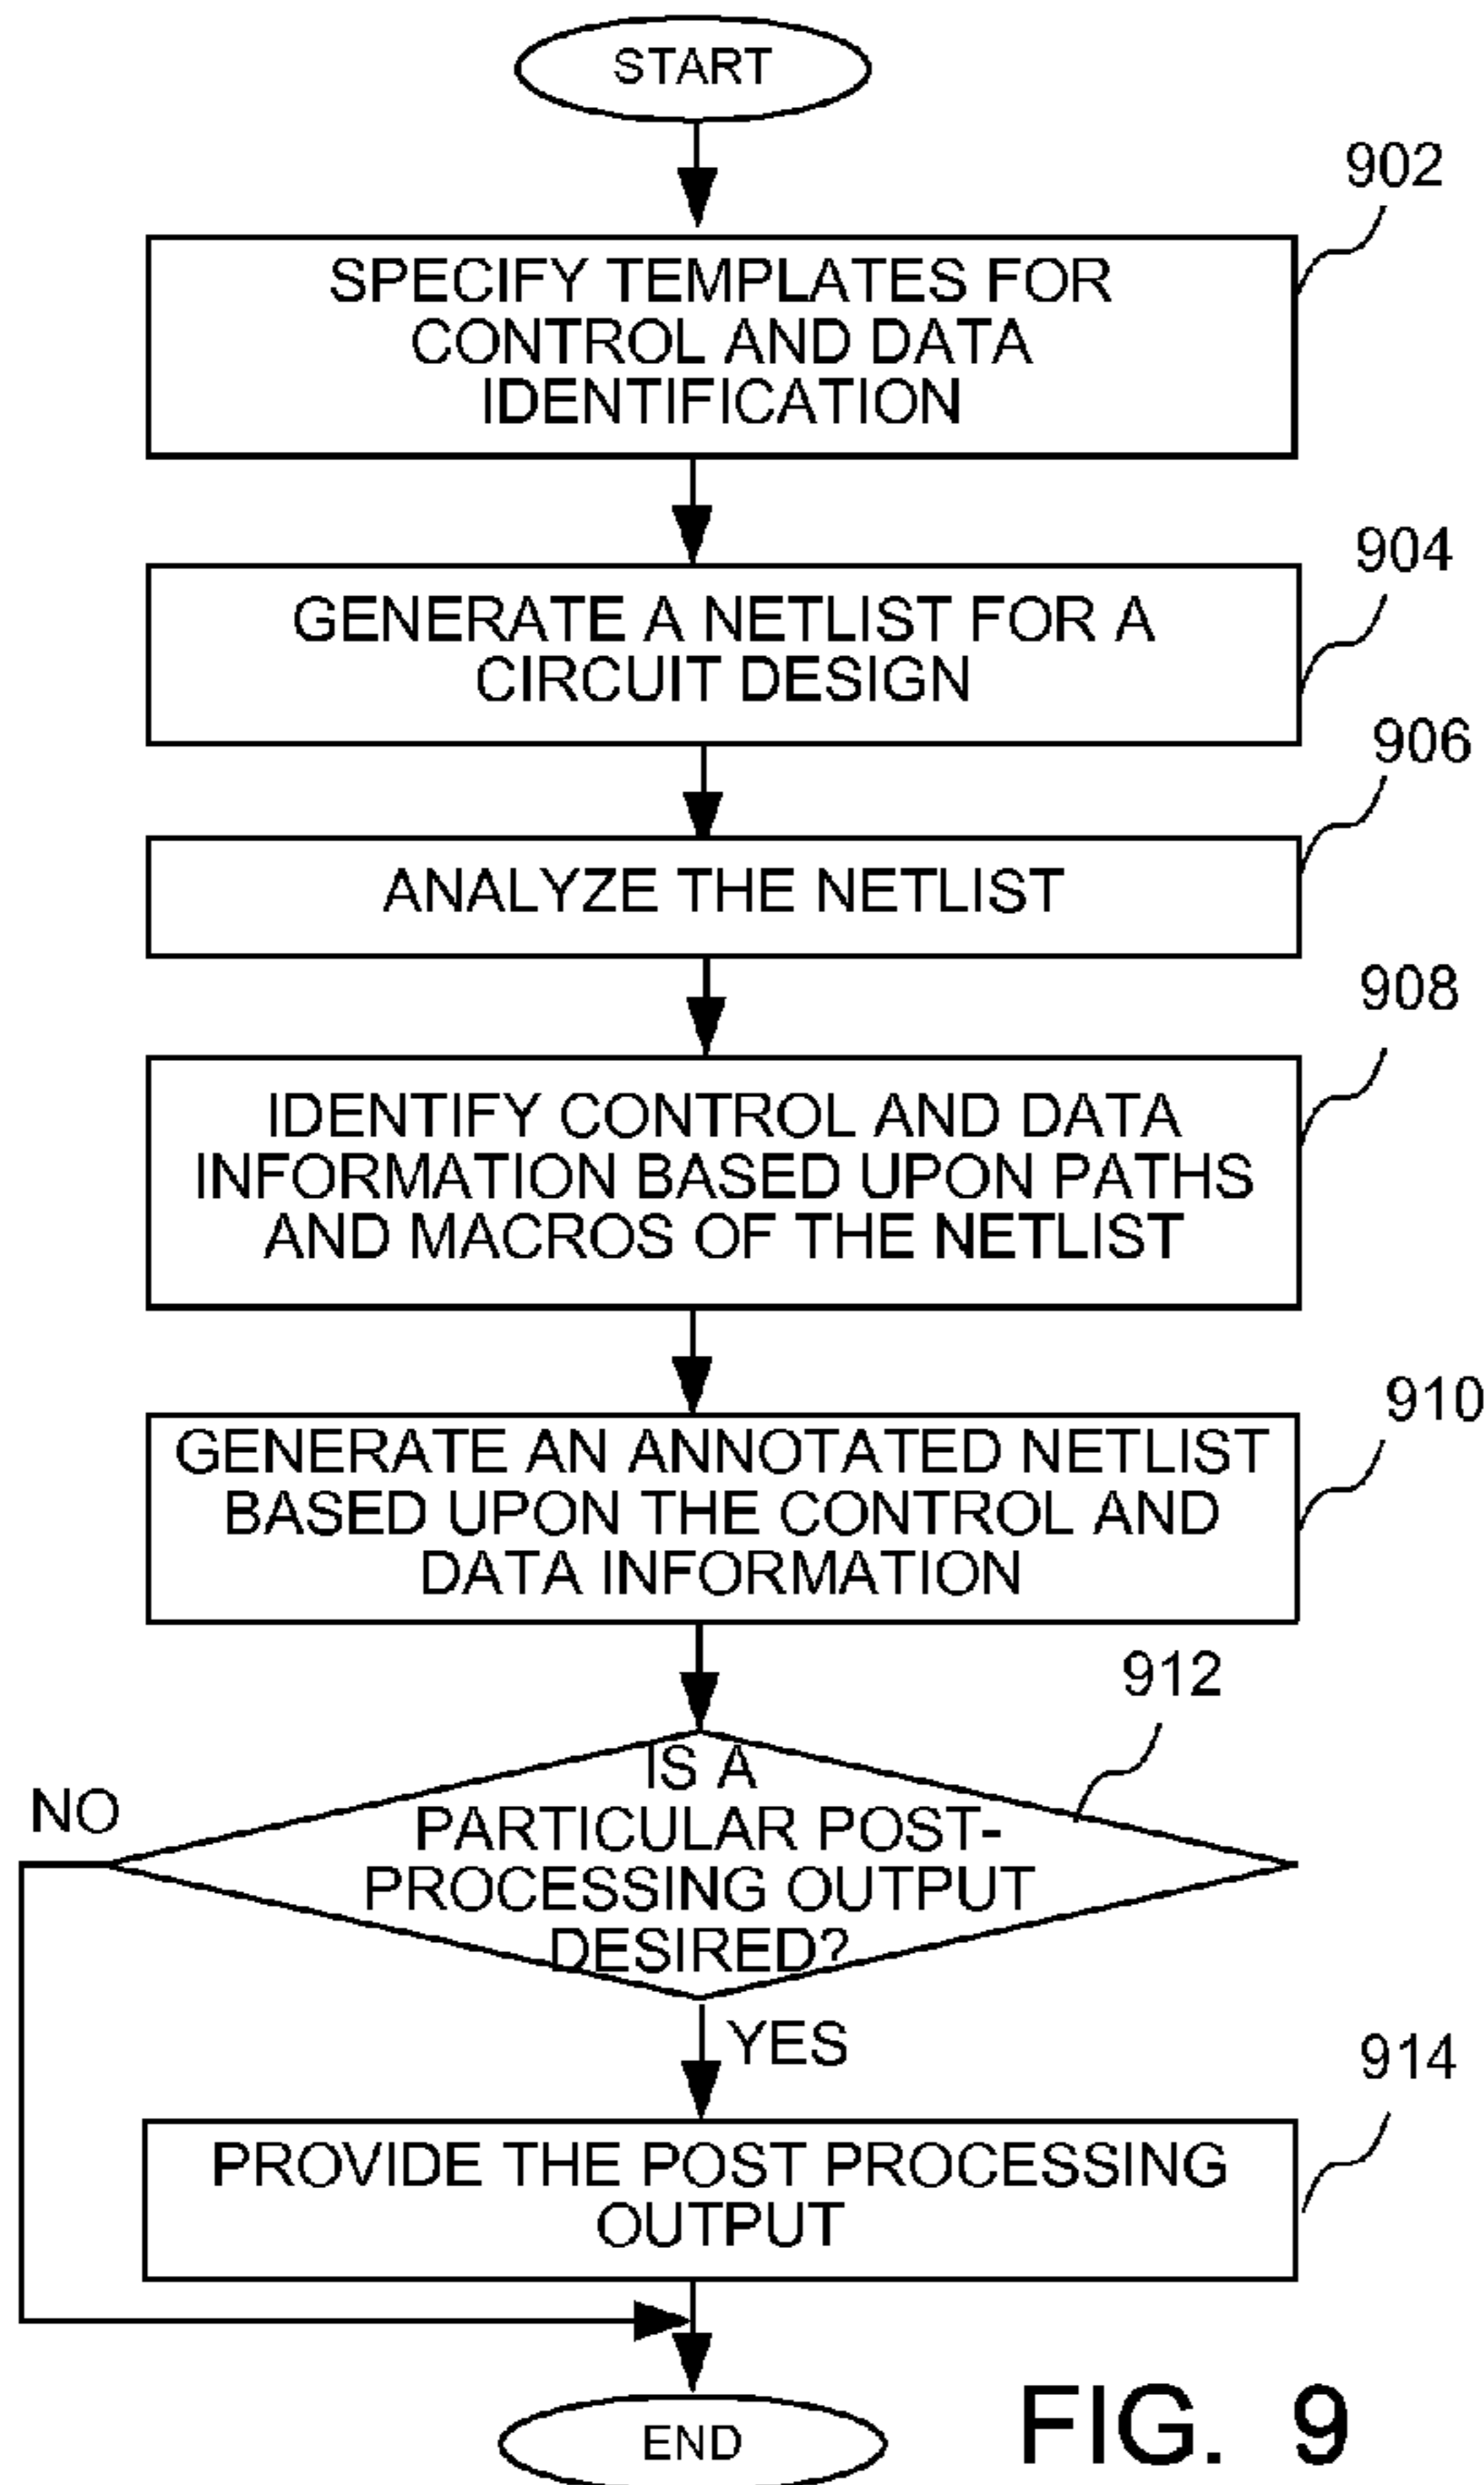 START
902
SPECIFY TEMPLATES FOR
CONTROL AND DATA
IDENTIFICATION
904
GENERATE A NETLIST FOR A
CIRCUIT DESIGN
906
ANALYZE THE NETLIST
908
IDENTIFY CONTROL AND DATA
INFORMATION BASED UPON PATHS
AND MACROS OF THE NETLIST
910
GENERATE AN ANNOTATED NETLIST
BASED UPON THE CONTROL AND
DATA INFORMATION
912
IS A
PARTICULAR POST-
PROCESSING OUTPUT
DESIRED?
NO
YES
914
PROVIDE THE POST PROCESSING
OUTPUT
END
FIG. 9